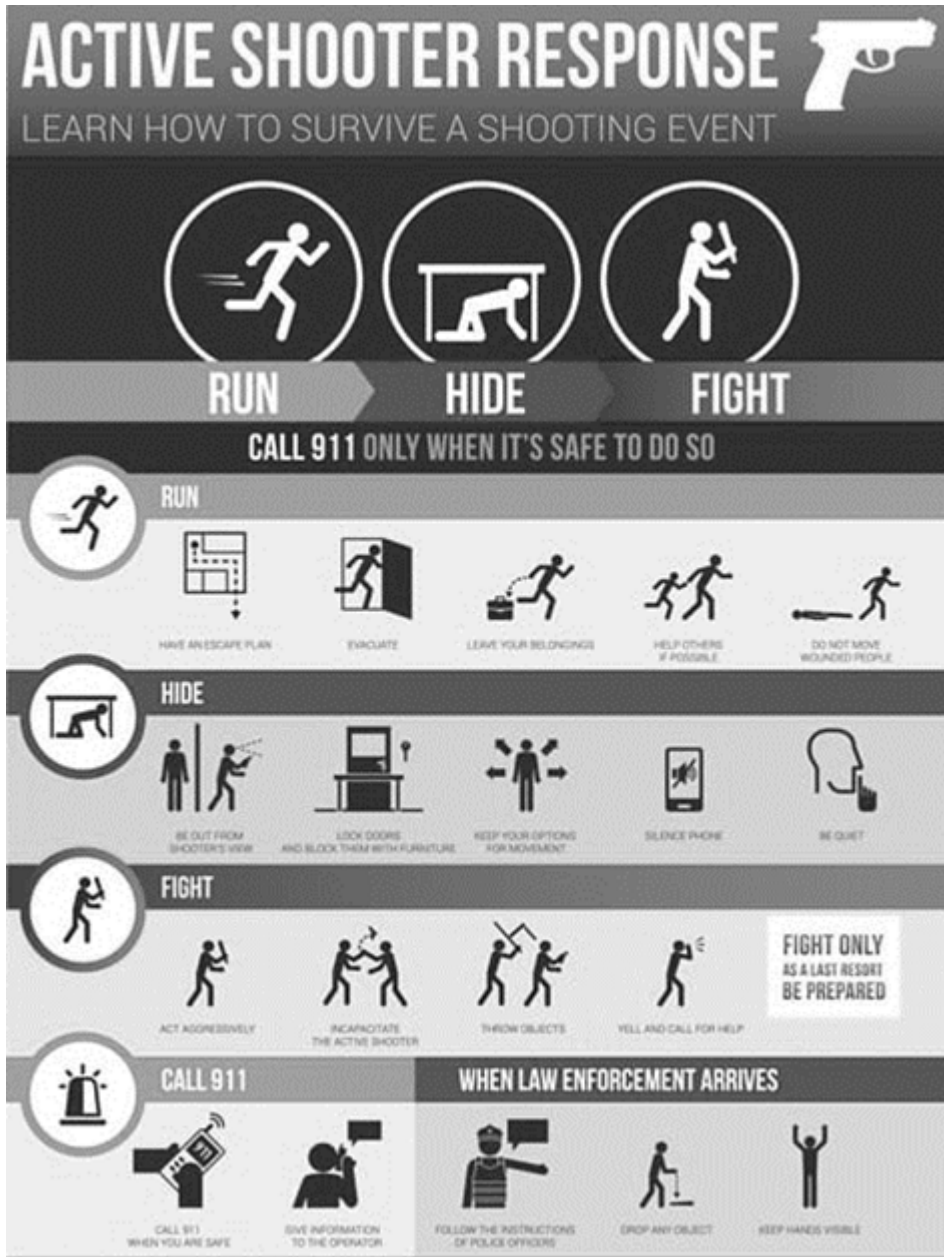 ACTIVE SHOOTER RESPONSE
LEARN HOW TO SURVIVE A SHOOTING EVENT
RUN
HIDE
FIGHT
CALL 911 ONLY WHEN IT'S SAFE TO DO SO
RUN
HAVE AN ESCAPE PLAN
EVACUATE
LEAVE YOUR BELONGINGS
HELP OTHERS
IF POSSIBLE
DO NOT MOVE
WOUNDED PEOPLE
HIDE
BE OUT FROM
SHOOTER'S VIEW
LOCK DOORS
AND BLOCK THEM WITH FURNITURE
KEEP YOUR OPTIONS
FOR MOVEMENT
SILENCE PHONE
BE QUIET
FIGHT
ACT AGGRESSIVELY
INCAPACITATE
THE ACTIVE SHOOTER
THROW OBJECTS
YELL AND CALL FOR HELP
FIGHT ONLY
AS A LAST RESORT
BE PREPARED
CALL 911
CALL 911
WHEN YOU ARE SAFE
GIVE INFORMATION
TO THE OPERATOR
WHEN LAW ENFORCEMENT ARRIVES
FOLLOW THE INSTRUCTIONS
OF POLICE OFFICERS
DROP ANY OBJECT
KEEP HANDS VISIBLE